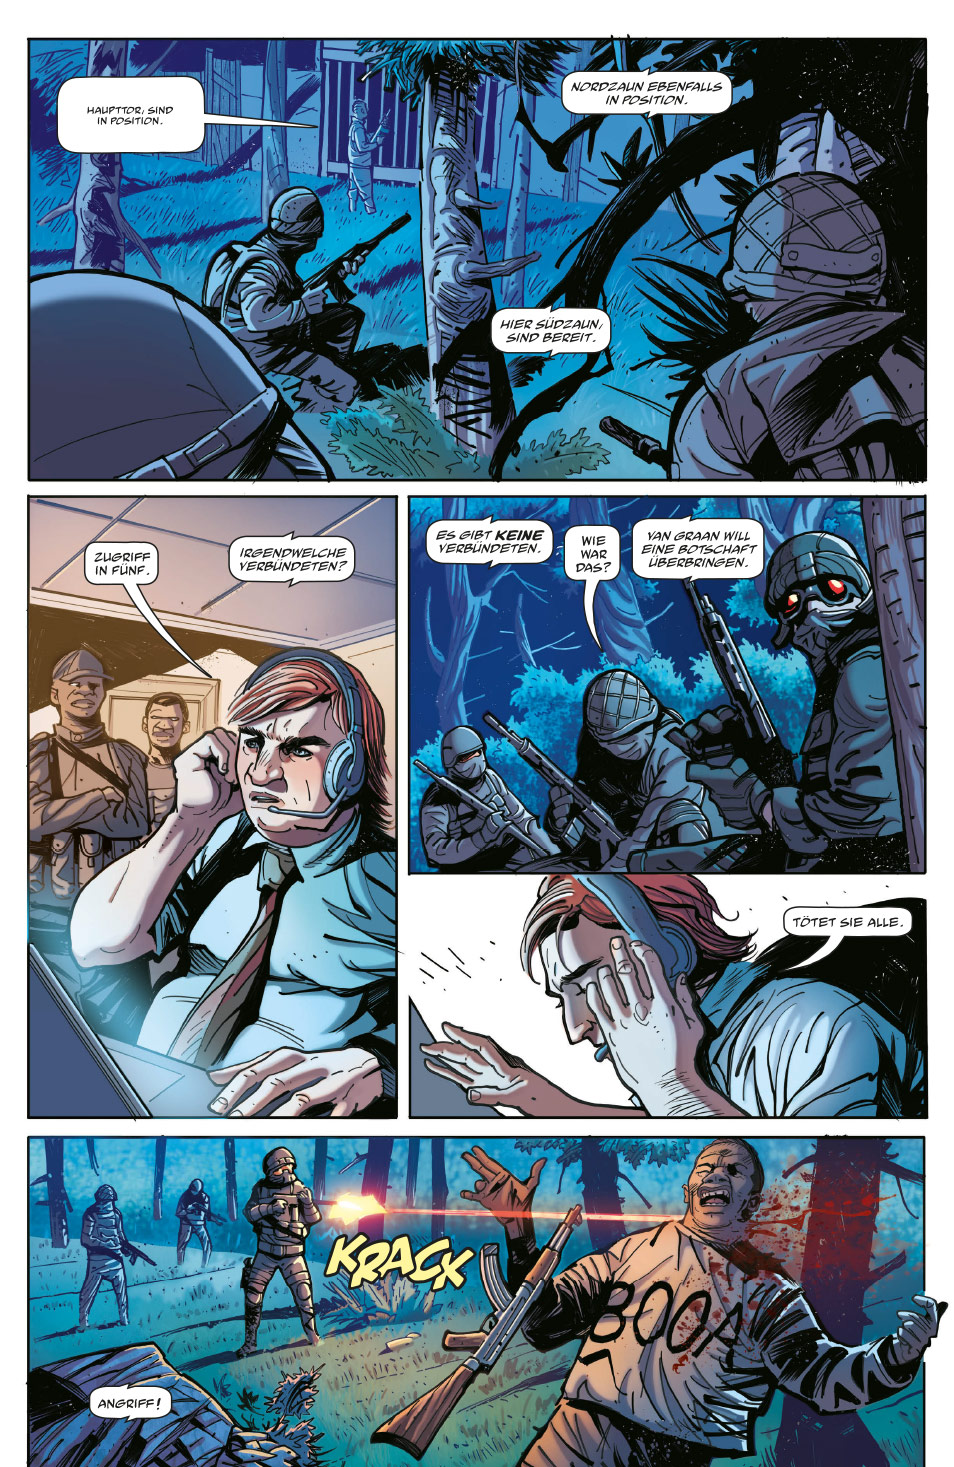 HAUPTTOR, SIND
IN POSITION.
NORDZAUN EBENFALLS
IN POSITION.
HIER SÜDZAUN,
SIND BEREIT.
ZUGRIFF
IN FÜNF.
IRGENDWELCHE
VERBÜNDETEN?
ES GIBT KEINE
VERBÜNDETEN.
WIE
WAR
DAS?
VAN GRAAN WILL
EINE BOTSCHAFT
ÜBERBRINGEN.
TÖTET SIE ALLE.
KRACK
BOOA
ANGRIFF!